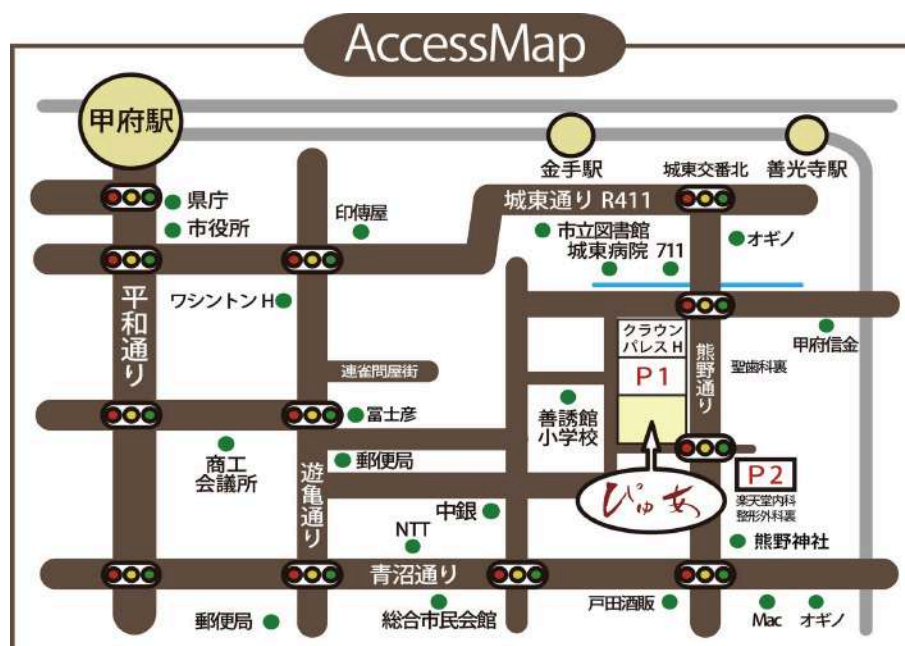 AccessMap
甲府駅
金手駅
善光寺駅
城東交番北
県庁
市役所
印傳屋
城東通り R411
市立図書館
城東病院 711
オギノ
ワシントンH
平和通り
クラウン
パレスH
P1
熊野通り
甲府信金
聖歯科裏
連雀問屋街
冨士彦
善誘館
小学校
商工
会議所
郵便局
遊亀通り
ぴゅあ
P2
楽天堂内科
整形外科裏
中銀
NTT
熊野神社
青沼通り
郵便局
総合市民会館
戸田酒販
Mac
オギノ